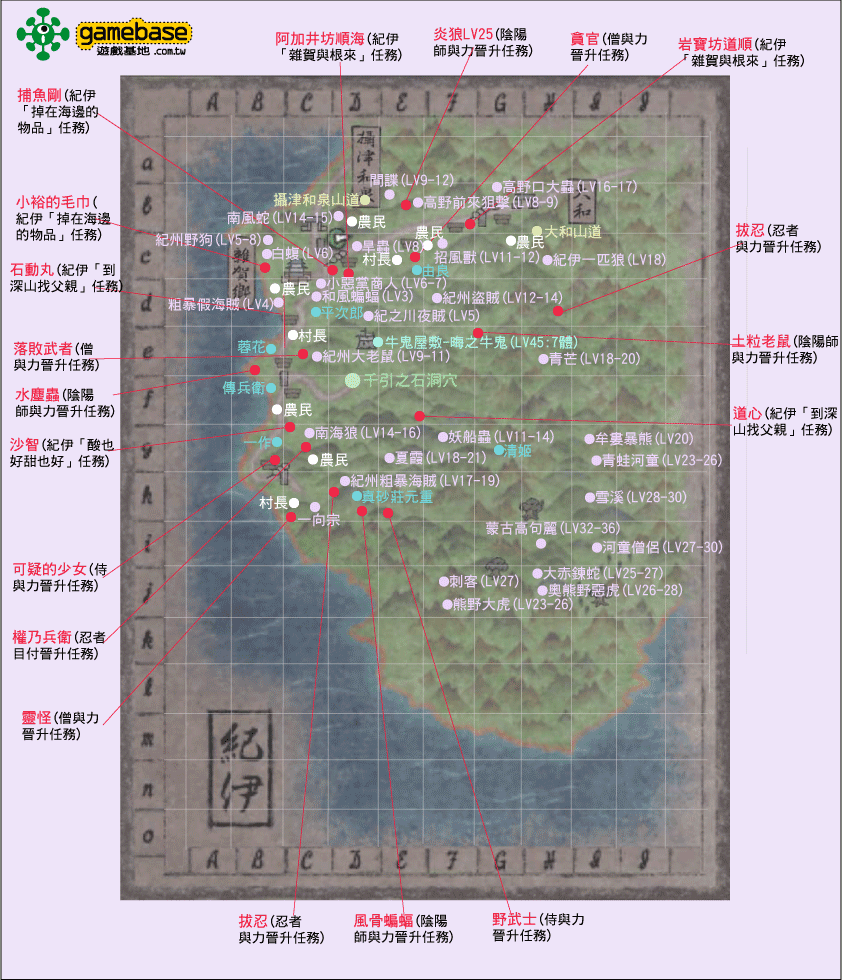 gamebase
遊戲基地.com.tw
阿加井坊順海(紀伊
「雜賀與根來」任務)
炎狼LV25(陰陽
師與力晉升任務)
貪官(僧與力
晉升任務)
岩寶坊道順(紀伊
「雜賀與根來」任務)
捕魚剛(紀伊
「掉在海邊的
物品」任務)
小裕的毛巾(
紀伊「掉在海邊
的物品」任務)
石動丸(紀伊「到
深山找父親」任務)
落敗武者(僧
與力晉升任務)
水塵蟲(陰陽
師與力晉升任務)
沙智(紀伊「酸也
好甜也好」任務)
可疑的少女(侍
與力晉升任務)
權乃兵衛(忍者
目付晉升任務)
靈怪(僧與力
晉升任務)
拔忍(忍者
與力晉升任務)
土粒老鼠(陰陽師
與力晉升任務)
道心(紀伊「到深
山找父親」任務)
A B C D E F G H I J
a
b
c
d
e
f
g
h
i
j
k
l
m
n
o
攝津和泉
大和
雜賀鄉
間諜(LV9-12)
高野口大蟲(LV16-17)
攝津和泉山道
高野前來狙擊(LV8-9)
南風蛇(LV14-15)
農民
農民
農民
大和山道
紀州野狗(LV5-8)
旱蟲(LV8)
白蝮(LV6)
村長
招風獸(LV11-12)
紀伊一匹狼(LV18)
由良
小惡黨商人(LV6-7)
農民
和風蝙蝠(LV3)
紀州盜賊(LV12-14)
粗暴假海賊(LV4)
平次郎
紀之川夜賊(LV5)
村長
牛鬼屋敷-晦之牛鬼(LV45:7體)
蓉花
紀州大老鼠(LV9-11)
青芒(LV18-20)
千引之石洞穴
傳兵衛
農民
南海狼(LV14-16)
妖船蟲(LV11-14)
牟婁暴熊(LV20)
一作
清姬
農民
夏霞(LV18-21)
青蛙河童(LV23-26)
紀州粗暴海賊(LV17-19)
真砂莊元重
雪溪(LV28-30)
村長
一向宗
蒙古高句麗(LV32-36)
河童僧侶(LV27-30)
刺客(LV27)
大赤鍊蛇(LV25-27)
奧熊野惡虎(LV26-28)
熊野大虎(LV23-26)
紀伊
A B C D E F G H I J
拔忍(忍者
與力晉升任務)
風骨蝙蝠(陰陽
師與力晉升任務)
野武士(侍與力
晉升任務)